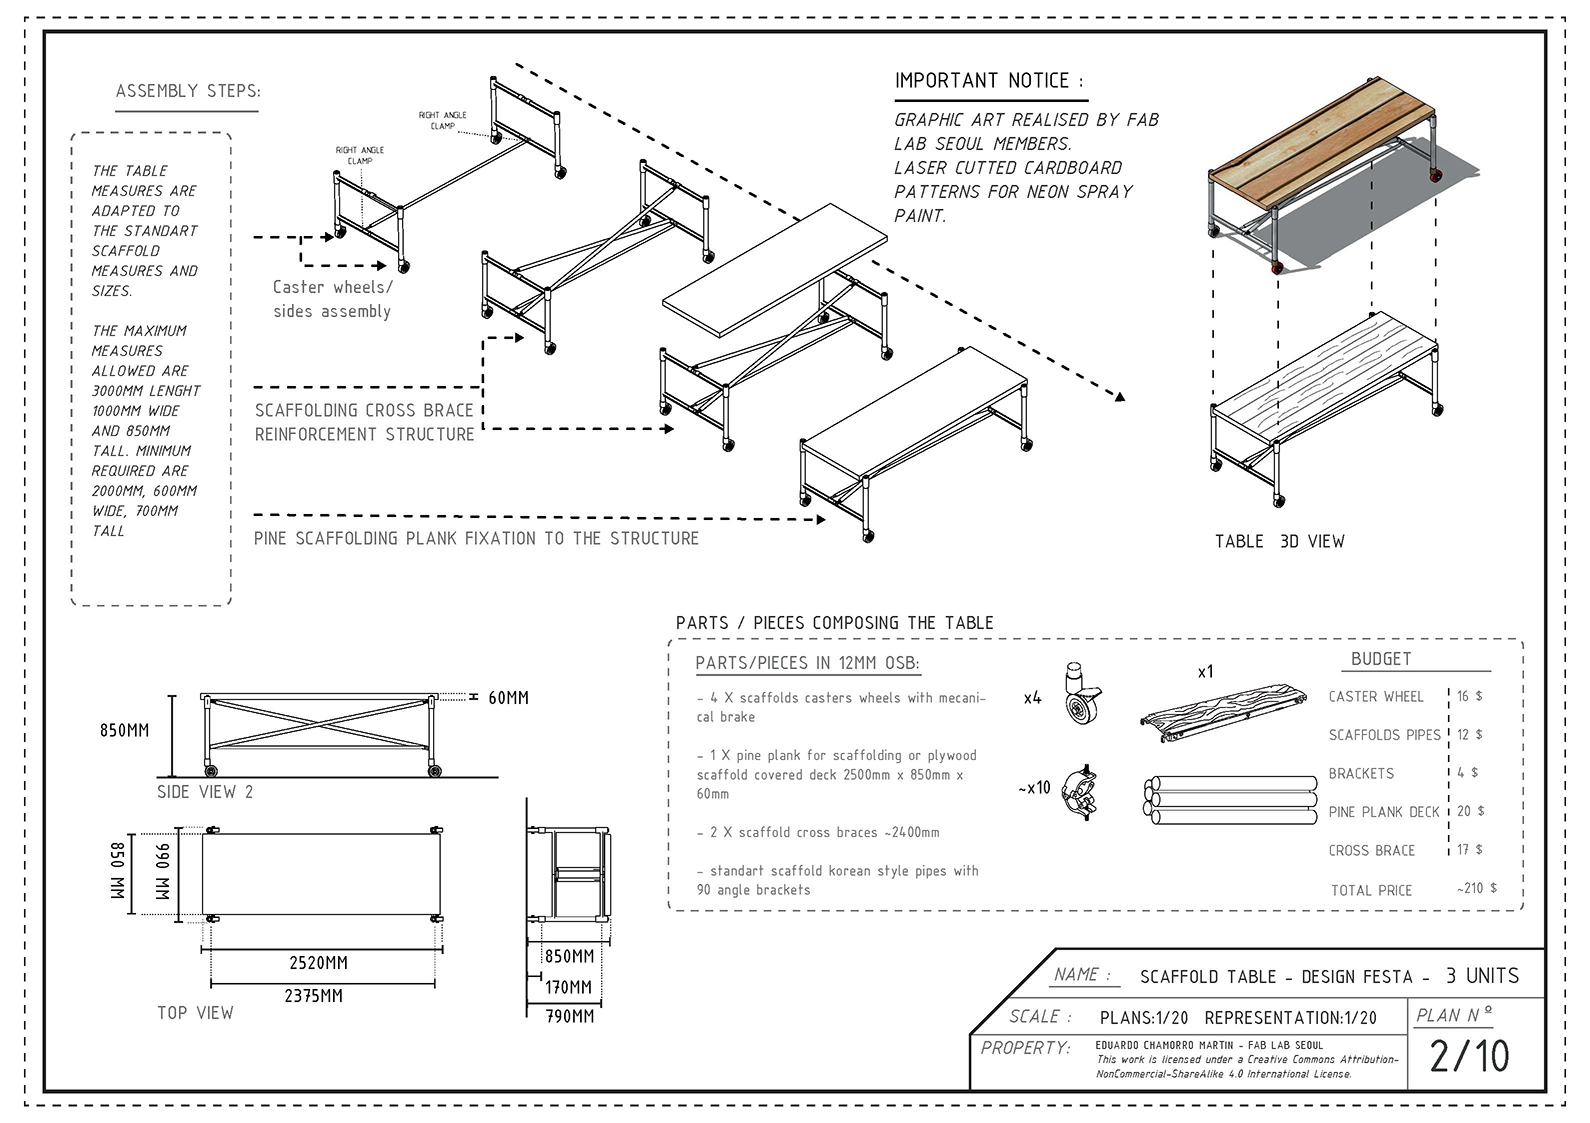 ASSEMBLY STEPS:
THE TABLE
MEASURES ARE
ADAPTED TO
THE STANDART
SCAFFOLD
MEASURES AND
SIZES.
THE MAXIMUM
MEASURES
ALLOWED ARE
3000MM LENGHT
1000MM WIDE
AND 850MM
TALL. MINIMUM
REQUIRED ARE
2000MM, 600MM
WIDE, 700MM
TALL
RIGHT ANGLE
CLAMP
RIGHT ANGLE
CLAMP
Caster wheels/
sides assembly
SCAFFOLDING CROSS BRACE
REINFORCEMENT STRUCTURE
PINE SCAFFOLDING PLANK FIXATION TO THE STRUCTURE
IMPORTANT NOTICE :
GRAPHIC ART REALISED BY FAB
LAB SEOUL MEMBERS.
LASER CUTTED CARDBOARD
PATTERNS FOR NEON SPRAY
PAINT.
TABLE 3D VIEW
850MM
60MM
SIDE VIEW 2
850 MM
990 MM
2520MM
2375MM
TOP VIEW
850MM
170MM
790MM
PARTS / PIECES COMPOSING THE TABLE
PARTS/PIECES IN 12MM OSB:
- 4 X scaffolds casters wheels with mecani-
cal brake
- 1 X pine plank for scaffolding or plywood
scaffold covered deck 2500mm x 850mm x
60mm
- 2 X scaffold cross braces ~2400mm
- standart scaffold korean style pipes with
90 angle brackets
x4
x1
~x10
BUDGET
CASTER WHEEL 16 $
SCAFFOLDS PIPES 12 $
BRACKETS 4 $
PINE PLANK DECK 20 $
CROSS BRACE 17 $
TOTAL PRICE ~210 $
NAME : SCAFFOLD TABLE - DESIGN FESTA - 3 UNITS
SCALE : PLANS:1/20 REPRESENTATION:1/20
PLAN Nº
2/10
PROPERTY: EDUARDO CHAMORRO MARTIN - FAB LAB SEOUL
This work is licensed under a Creative Commons Attribution-
NonCommercial-ShareAlike 4.0 International License.